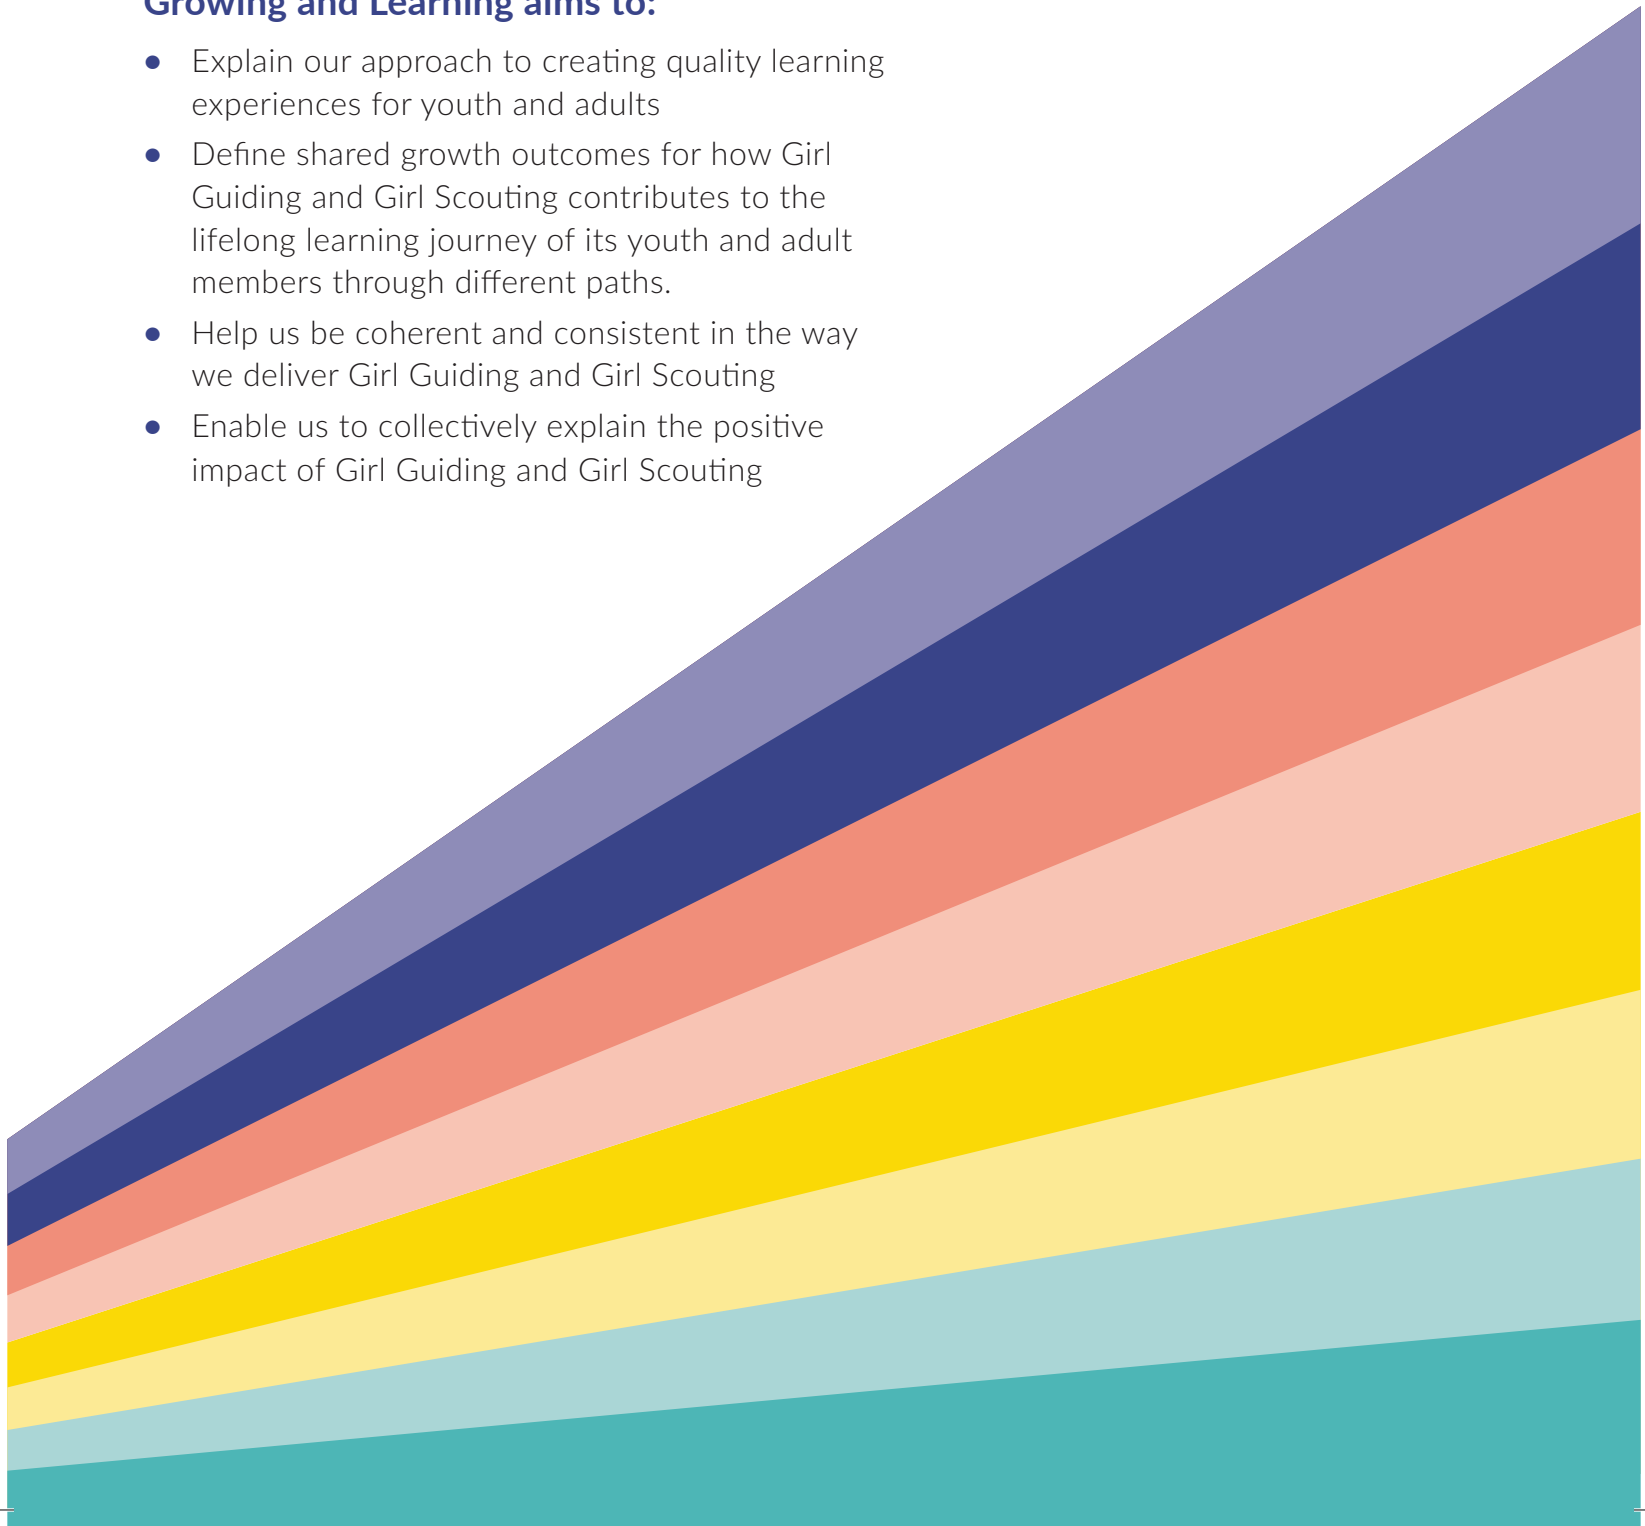 Growing and Learning aims to:
• Explain our approach to creating quality learning
experiences for youth and adults
• Define shared growth outcomes for how Girl
Guiding and Girl Scouting contributes to the
lifelong learning journey of its youth and adult
members through different paths.
• Help us be coherent and consistent in the way
we deliver Girl Guiding and Girl Scouting
• Enable us to collectively explain the positive
impact of Girl Guiding and Girl Scouting